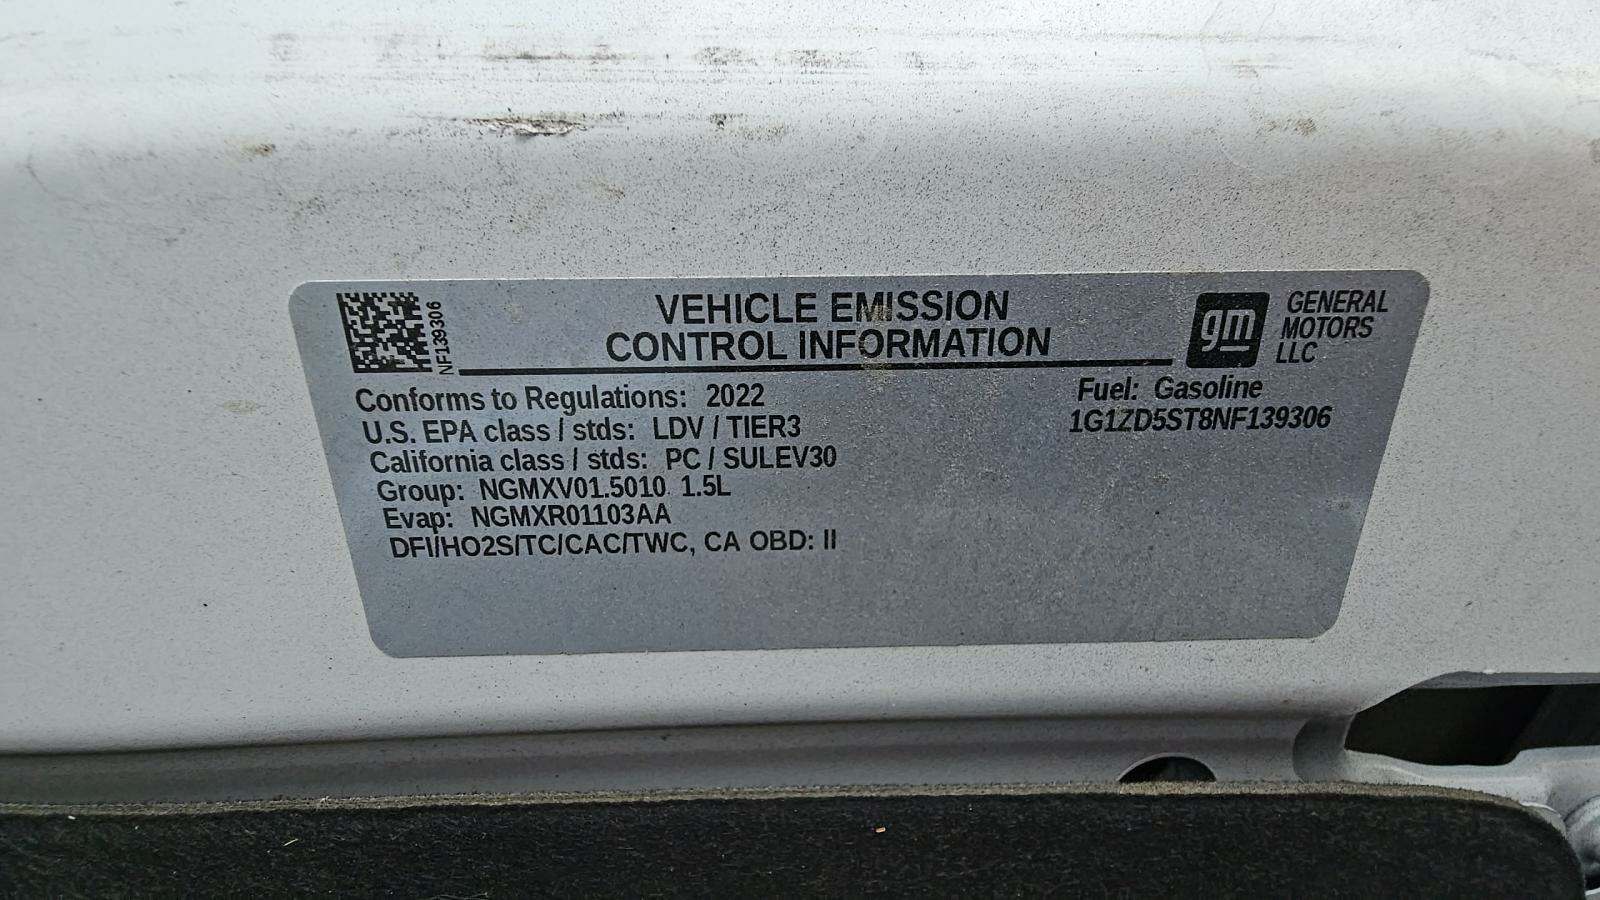 NF139306
VEHICLE EMISSION
CONTROL INFORMATION
gm
GENERAL
MOTORS
LLC
Conforms to Regulations: 2022
U.S. EPA class / stds: LDV / TIER3
California class / stds: PC / SULEV30
Group: NGMXV01.5010 1.5L
Evap: NGMXR01103AA
DFI/HO2S/TC/CAC/TWC, CA OBD: II
Fuel: Gasoline
1G1ZD5ST8NF139306